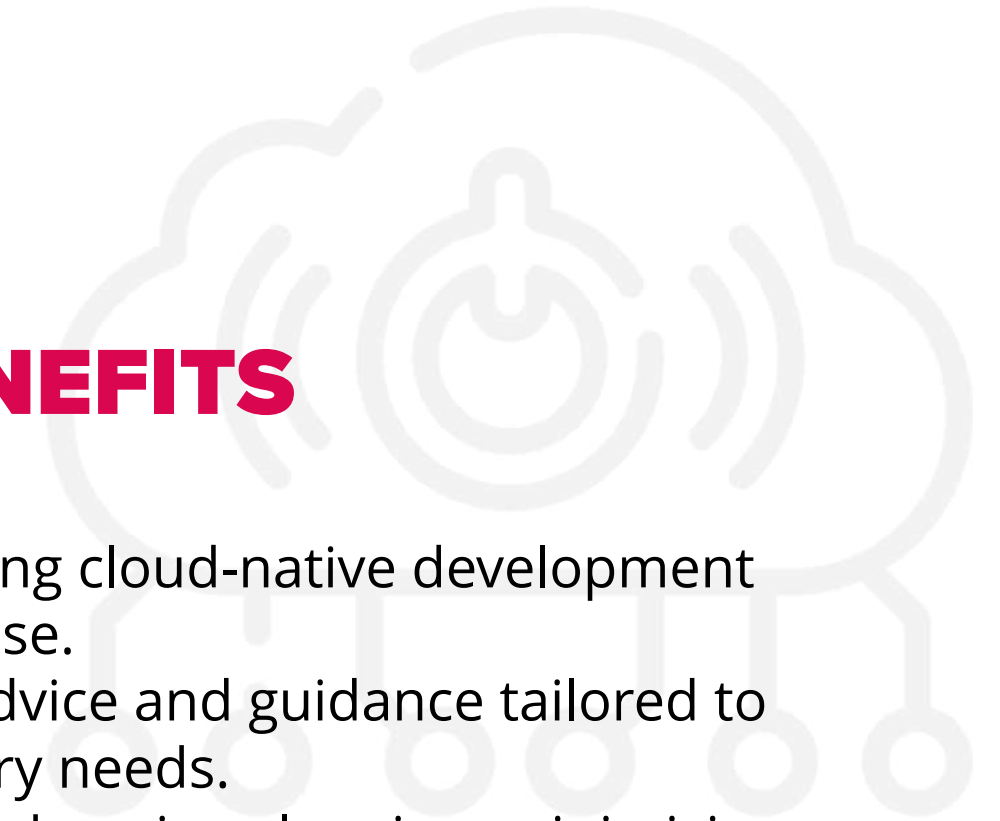 NEFITS
ng cloud-native development
se.
dvice and guidance tailored to
ry needs.